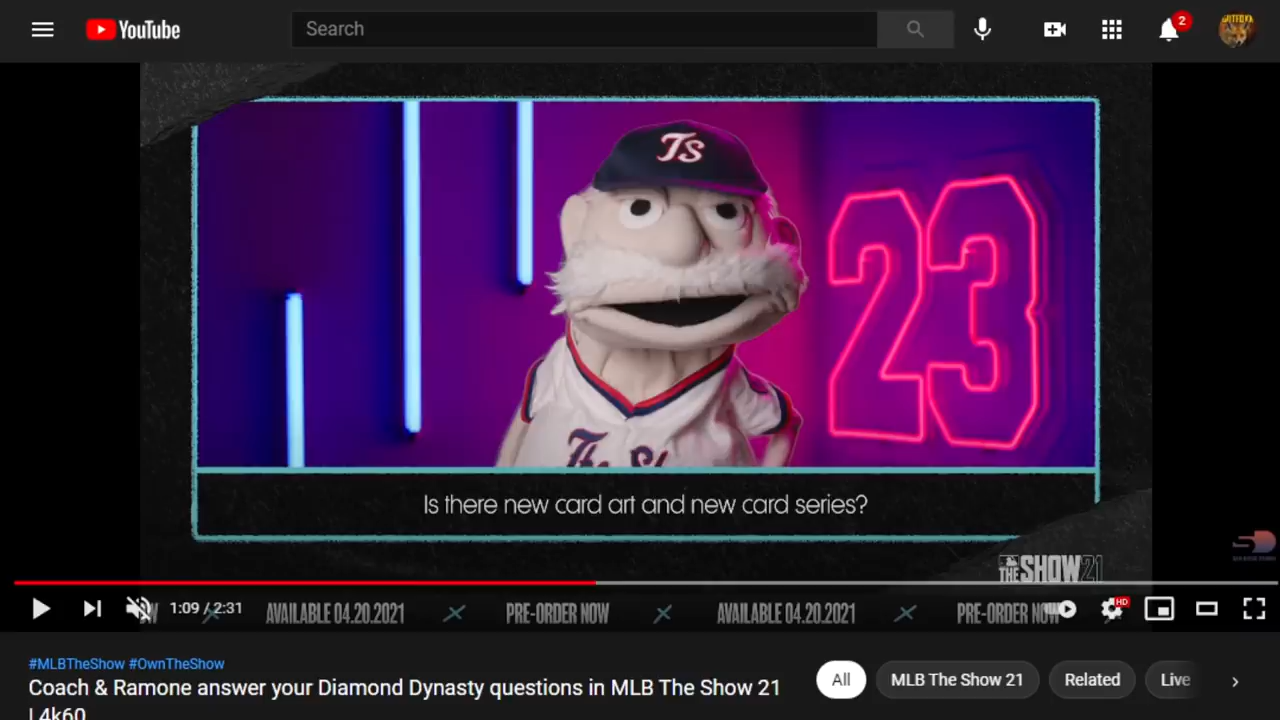 YouTube
Search
2
Ts
23
Is there new card art and new card series?
THE SHOW 21
1:09 / 2:31
HD
AVAILABLE 04.20.2021
PRE-ORDER NOW
AVAILABLE 04.20.2021
PRE-ORDER NOW
#MLBTheShow #OwnTheShow
Coach & Ramone answer your Diamond Dynasty questions in MLB The Show 21
L4k60
All
MLB The Show 21
Related
Live